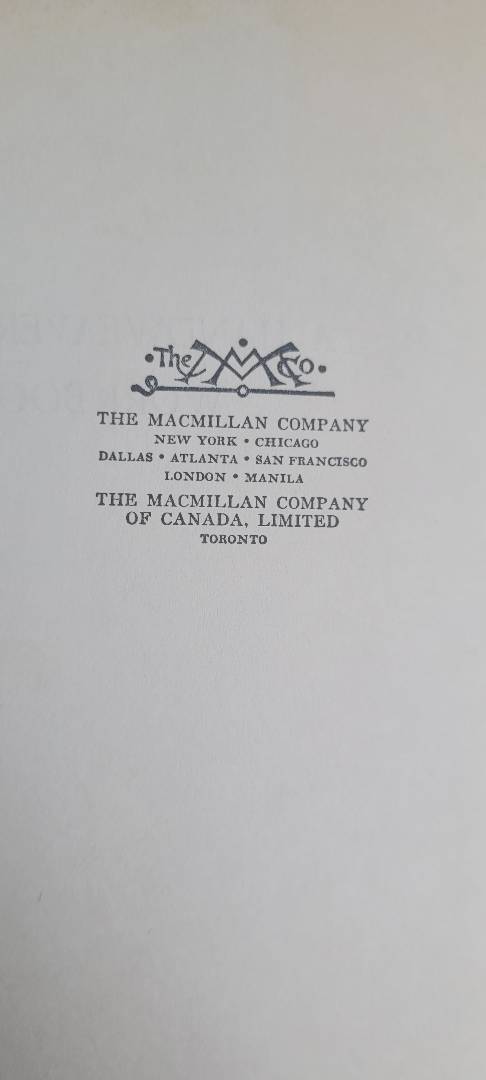 •The M Co•
THE MACMILLAN COMPANY
NEW YORK • CHICAGO
DALLAS • ATLANTA • SAN FRANCISCO
LONDON • MANILA
THE MACMILLAN COMPANY
OF CANADA, LIMITED
TORONTO